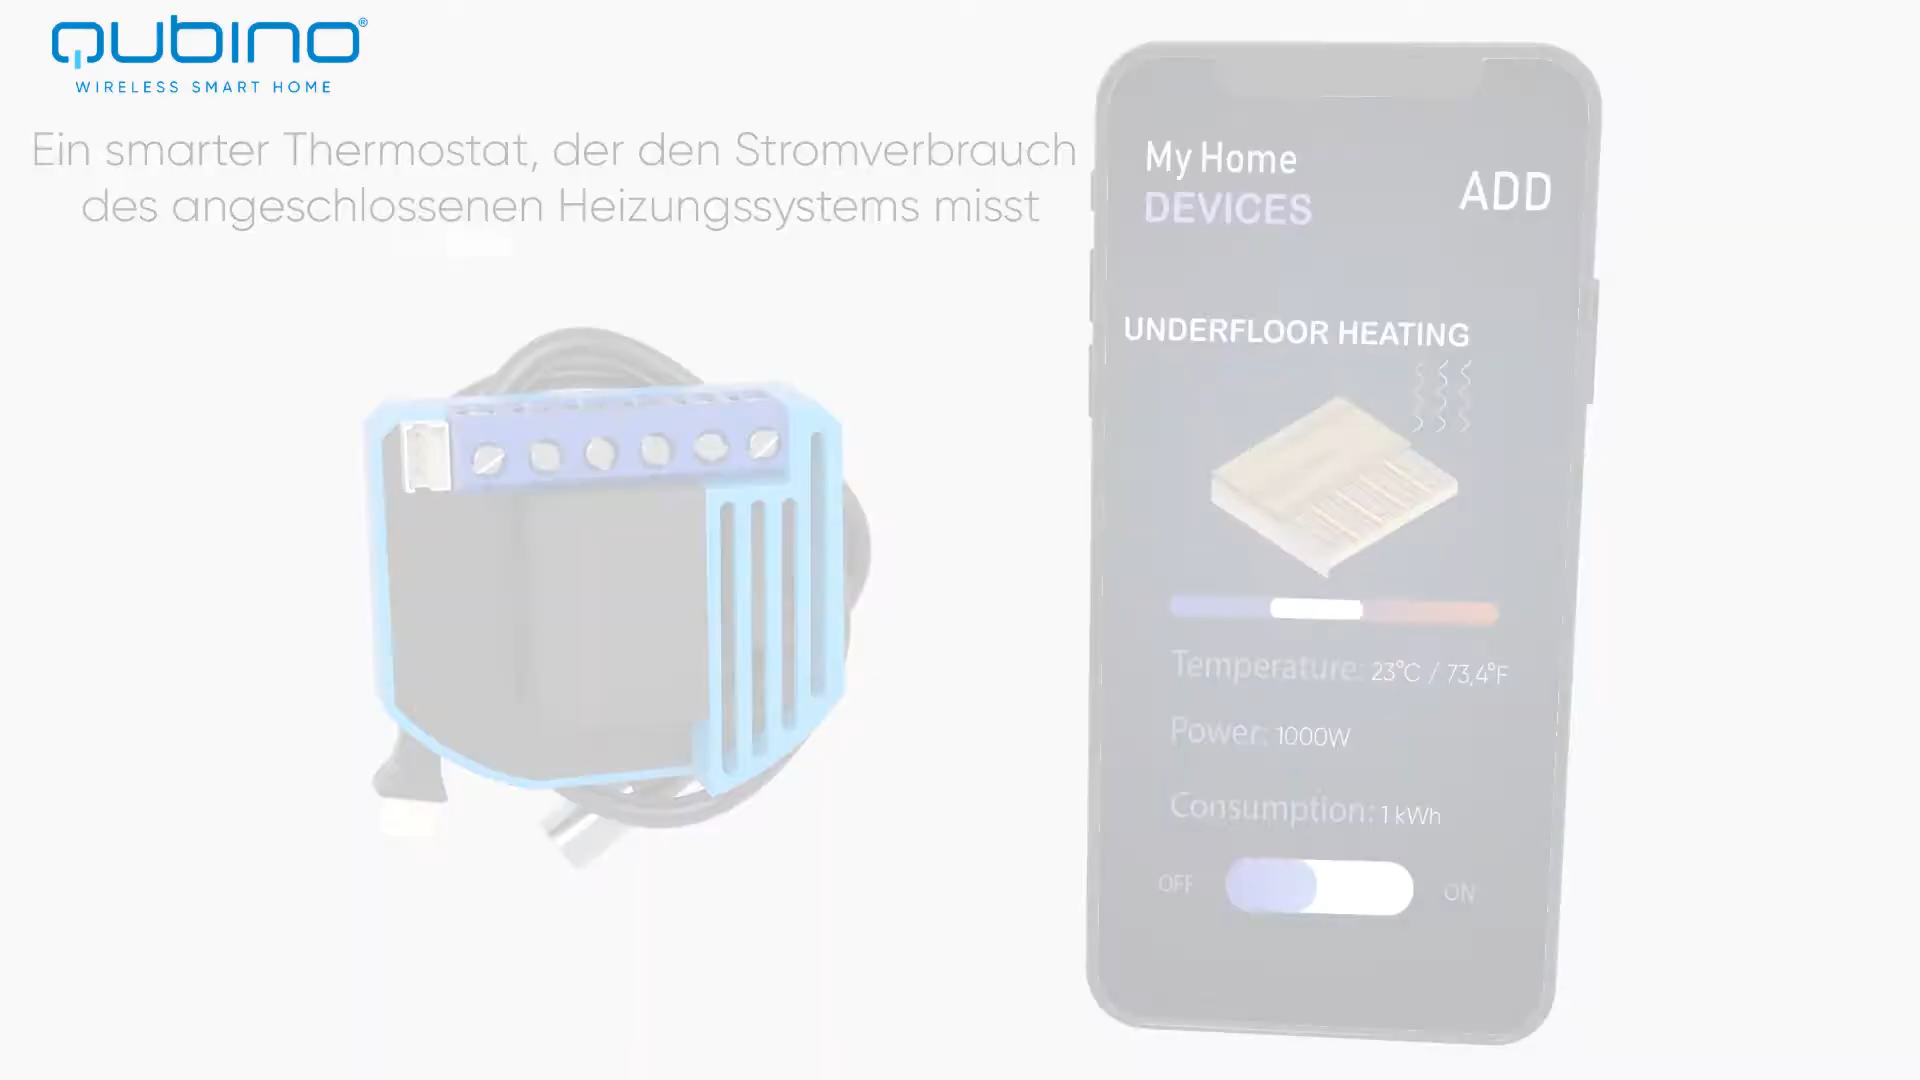 QUBINO®
WIRELESS SMART HOME
Ein smarter Thermostat, der den Stromverbrauch
des angeschlossenen Heizungssystems misst
My Home
DEVICES
ADD
UNDERFLOOR HEATING
Temperature: 23°C / 73,4°F
Power: 1000W
Consumption: 1 kWh
OFF
ON